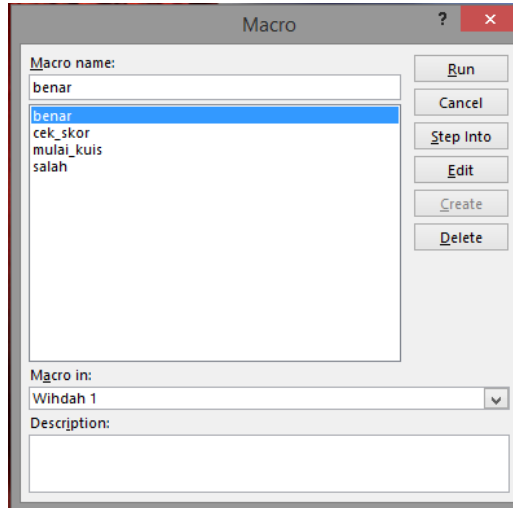 Macro
?
×
Macro name:
benar
benar
cek_skor
mulai_kuis
salah
Run
Cancel
Step Into
Edit
Create
Delete
Macro in:
Wihdah 1
Description: